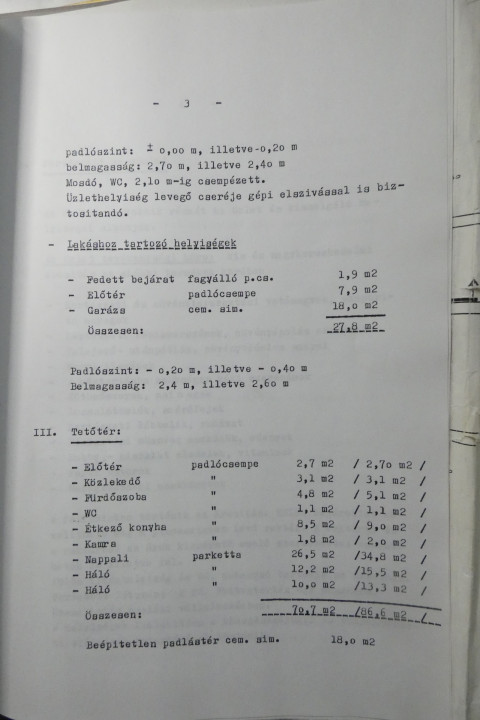 - 3 -
padlószint: ± o,oo m, illetve-o,2o m
belmagasság: 2,7o m, illetve 2,4o m
Mosdó, WC, 2,1o m-ig csempézett.
Üzlethelyiség levegő cseréje gépi elszivással is biz-
tositandó.
- Lakáshoz tartozó helyiségek
- Fedett bejárat fagyálló p.cs. 1,9 m2
- Előtér padlócsempe 7,9 m2
- Garázs cem. sim. 18,o m2
Összesen: 27,8 m2
Padlószint: - o,2o m, illetve - o,4o m
Belmagasság: 2,4 m, illetve 2,6o m
III. Tetőtér:
- Előtér padlócsempe 2,7 m2 / 2,7o m2 /
- Közlekedő " 3,1 m2 / 3,1 m2 /
- Fürdőszoba " 4,8 m2 / 5,1 m2 /
- WC " 1,1 m2 / 1,1 m2 /
- Étkező konyha " 8,5 m2 / 9,o m2 /
- Kamra " 1,8 m2 / 2,o m2 /
- Nappali parketta 26,5 m2 /34,8 m2 /
- Háló " 12,2 m2 /15,5 m2 /
- Háló " 1o,o m2 /13,3 m2 /
Összesen: 7o,7 m2 /86,6 m2 /
Beépitetlen padlástér cem. sim. 18,o m2